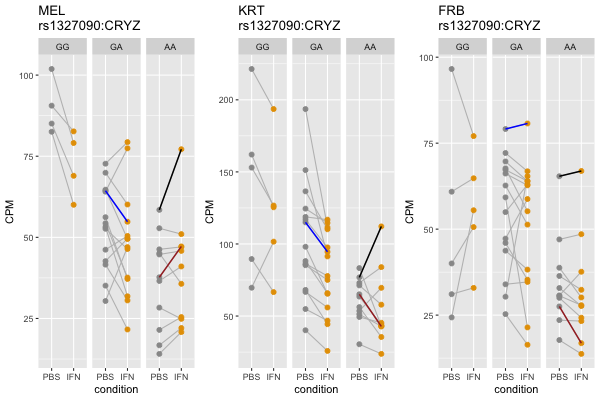 MEL
rs1327090:CRYZ
GG GA AA
100
75
50
25
CPM
PBS IFN PBS IFN PBS IFN
condition
KRT
rs1327090:CRYZ
GG GA AA
200
150
100
50
CPM
PBS IFN PBS IFN PBS IFN
condition
FRB
rs1327090:CRYZ
GG GA AA
100
75
50
25
CPM
PBS IFN PBS IFN PBS IFN
condition